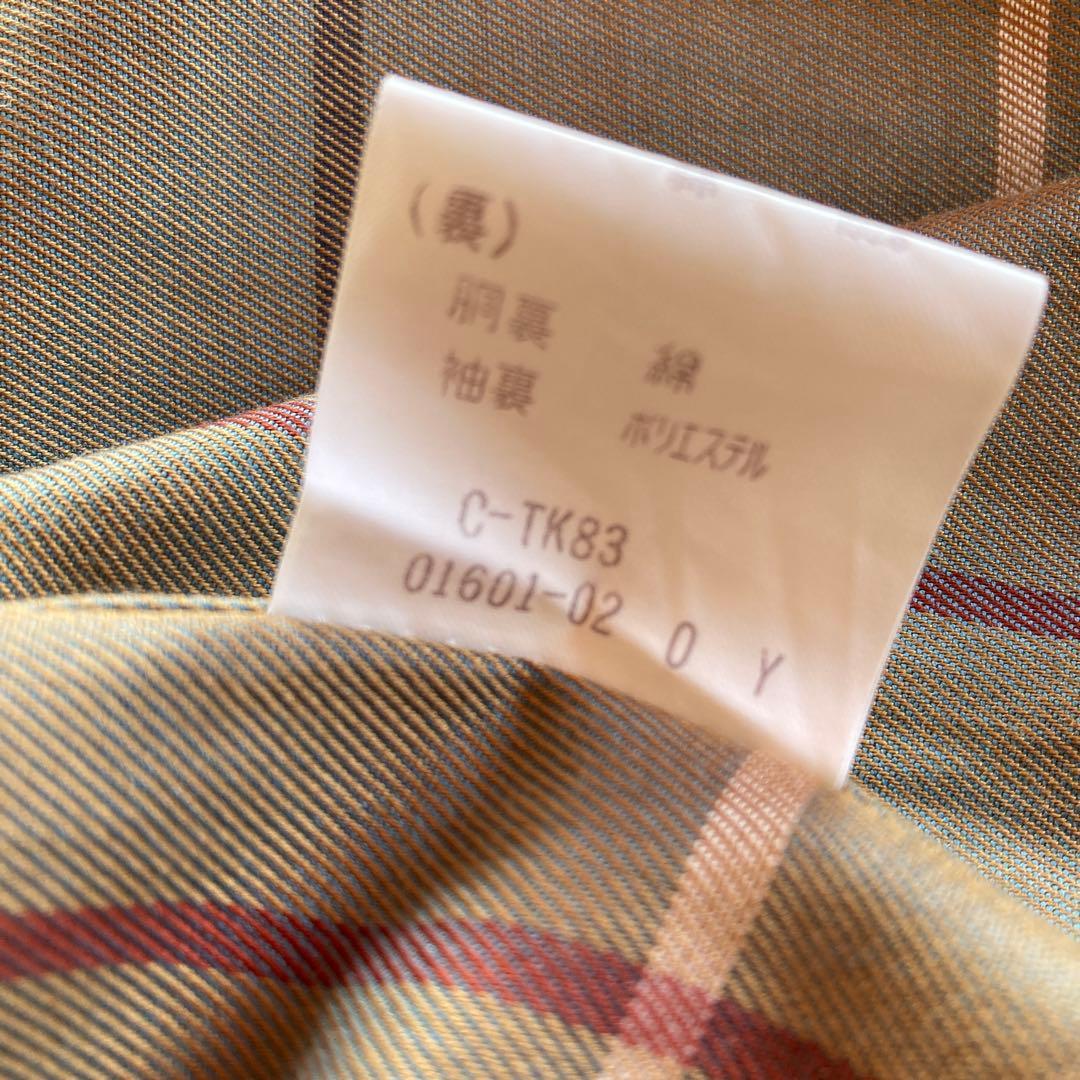 (裏)
胴裏 綿
袖裏 ポリエステル
C-TK83
01601-02 0 Y